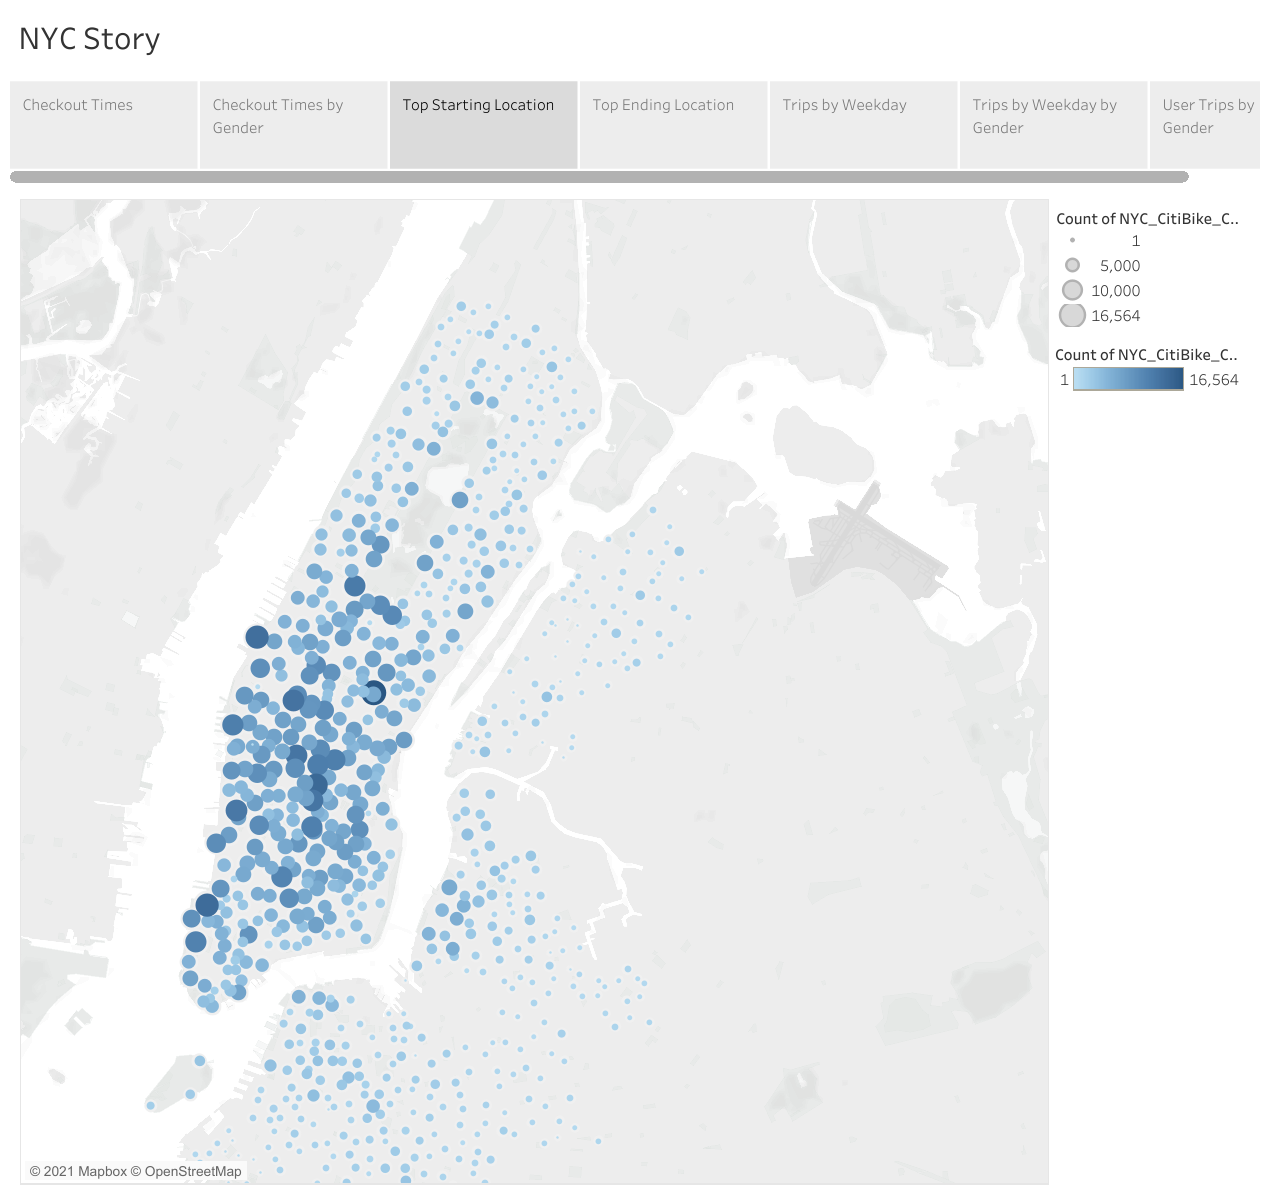 NYC Story
Checkout Times
Checkout Times by
Gender
Top Starting Location
Top Ending Location
Trips by Weekday
Trips by Weekday by
Gender
User Trips by
Gender
Count of NYC_CitiBike_C..
1
5,000
10,000
16,564
Count of NYC_CitiBike_C..
1 16,564
© 2021 Mapbox © OpenStreetMap